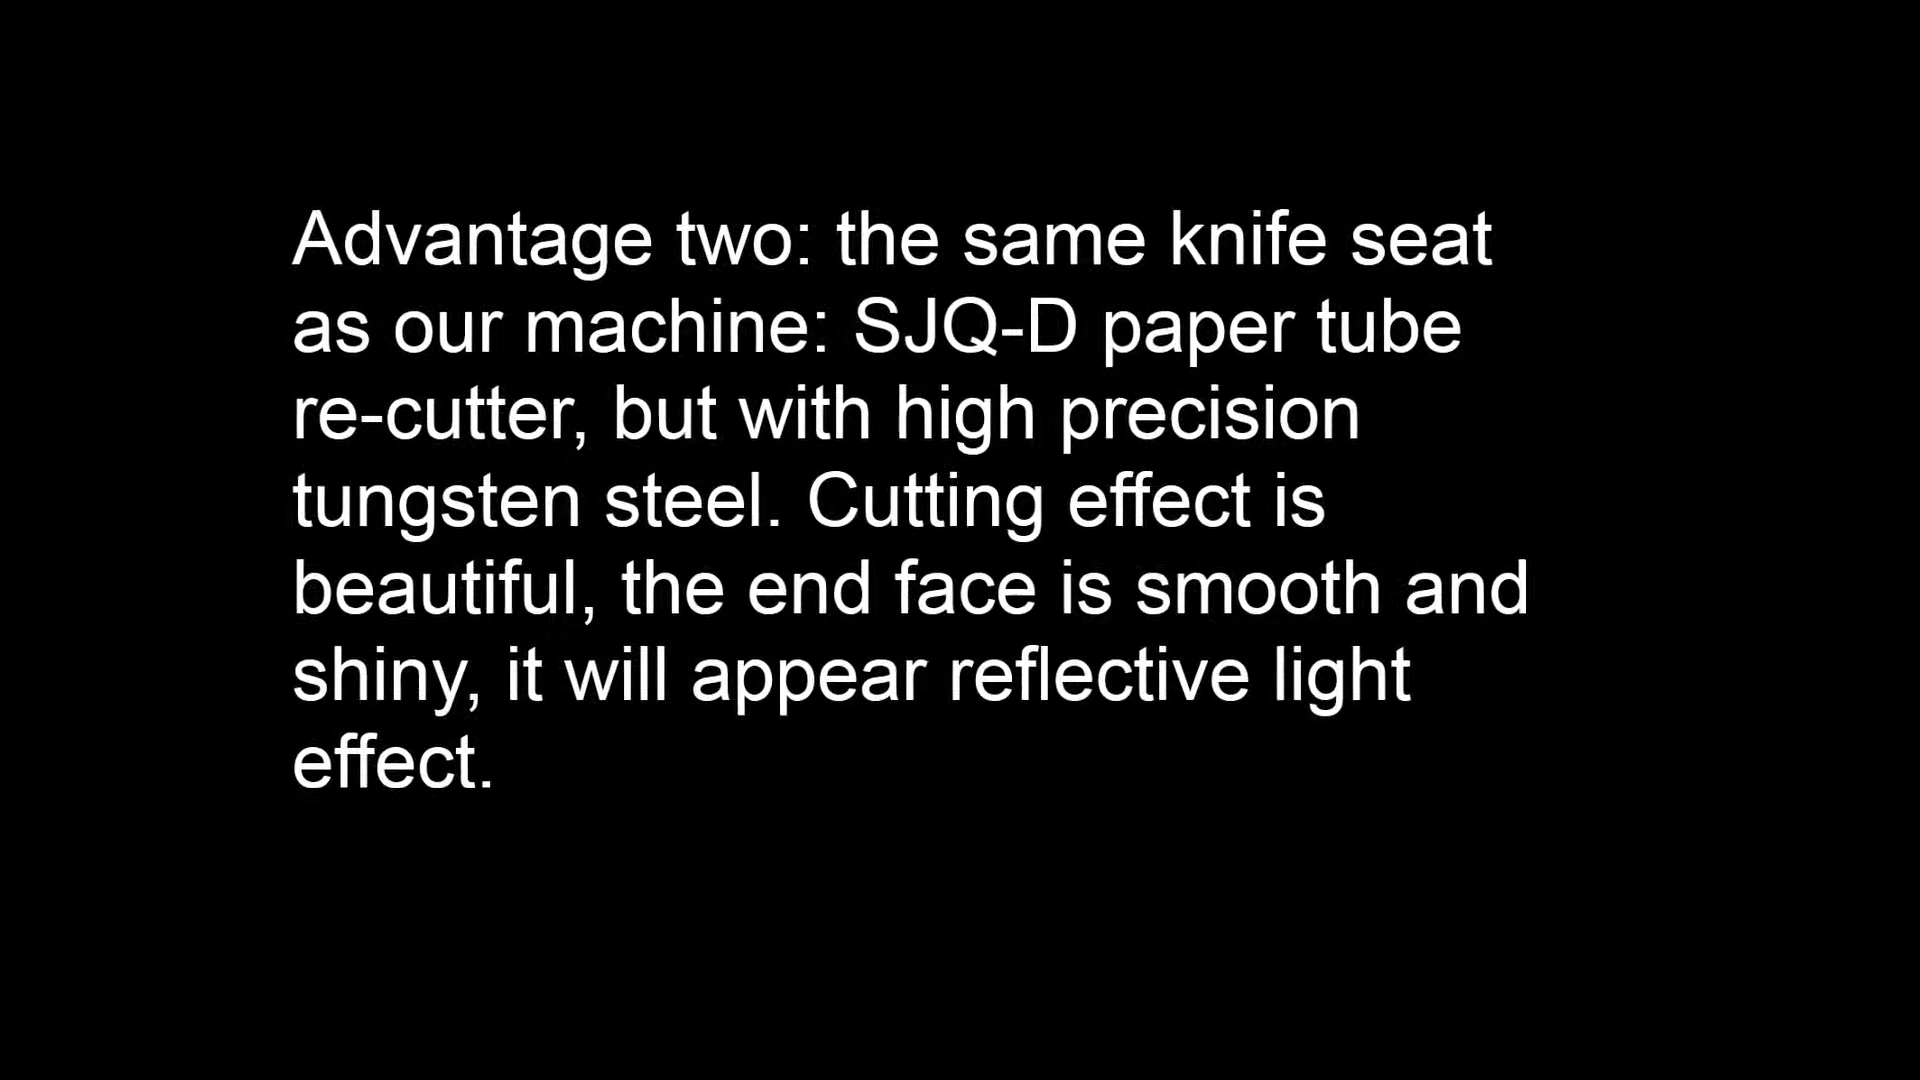 Advantage two: the same knife seat
as our machine: SJQ-D paper tube
re-cutter, but with high precision
tungsten steel. Cutting effect is
beautiful, the end face is smooth and
shiny, it will appear reflective light
effect.